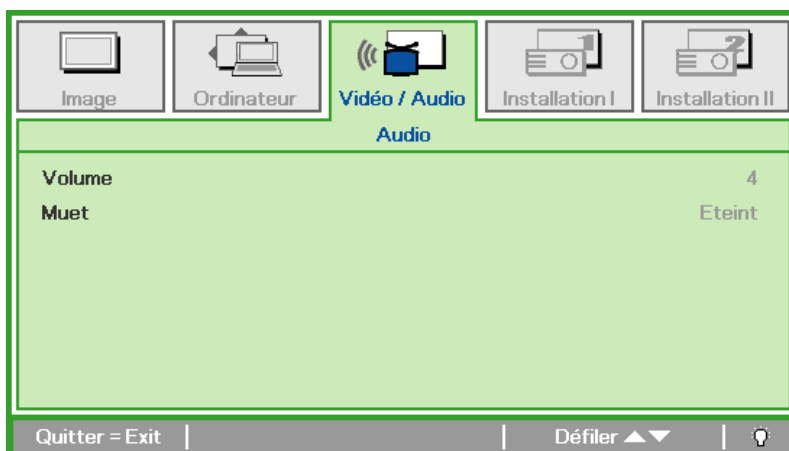 Image Ordinateur Vidéo / Audio Installation I Installation II
Audio
Volume 4
Muet Eteint
Quitter = Exit Défiler